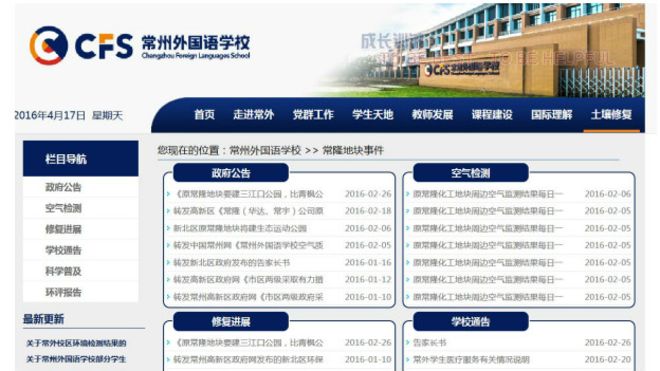 CFS 常州外国语学校
Changzhou Foreign Languages School
CFS 常州外国语学校
2016年4月17日 星期天
首页 走进常外 党群工作 学生天地 教师发展 课程建设 国际理解 土壤修复
栏目导航
政府公告
空气检测
修复进展
学校通告
科学普及
环评报告
最新更新
关于常外校区环境检测结果的
关于常州外国语学校部分学生
您现在的位置：常州外国语学校 >> 常隆地块事件
政府公告
《原常隆地块要建三江口公园，比青枫公 2016-02-26
转发高新区《常隆（华达、常宇）公司原 2016-02-18
新北区原常隆地块将建生态运动公园 2016-02-06
转发中国常州网《常州外国语学校空气质 2016-02-05
转发新北区政府发布的告家长书 2016-01-16
转发高新区政府网《市区两级采取有力措 2016-01-12
转发常州高新区政府网《市区两级政府采 2016-01-10
空气检测
原常隆化工地块周边空气监测结果每日一 2016-02-06
原常隆化工地块周边空气监测结果每日一 2016-02-05
原常隆化工地块周边空气监测结果每日一 2016-02-05
原常隆化工地块周边空气监测结果每日一 2016-02-05
原常隆化工地块周边空气监测结果每日一 2016-02-05
原常隆化工地块周边空气监测结果每日一 2016-02-05
原常隆化工地块周边空气监测结果每日一 2016-02-05
修复进展
《原常隆地块要建三江口公园，比青枫公 2016-02-26
转发常州高新区政府网发布的新北区环保 2016-01-10
学校通告
告家长书 2016-02-26
常外学生医疗服务有关情况说明 2016-02-20